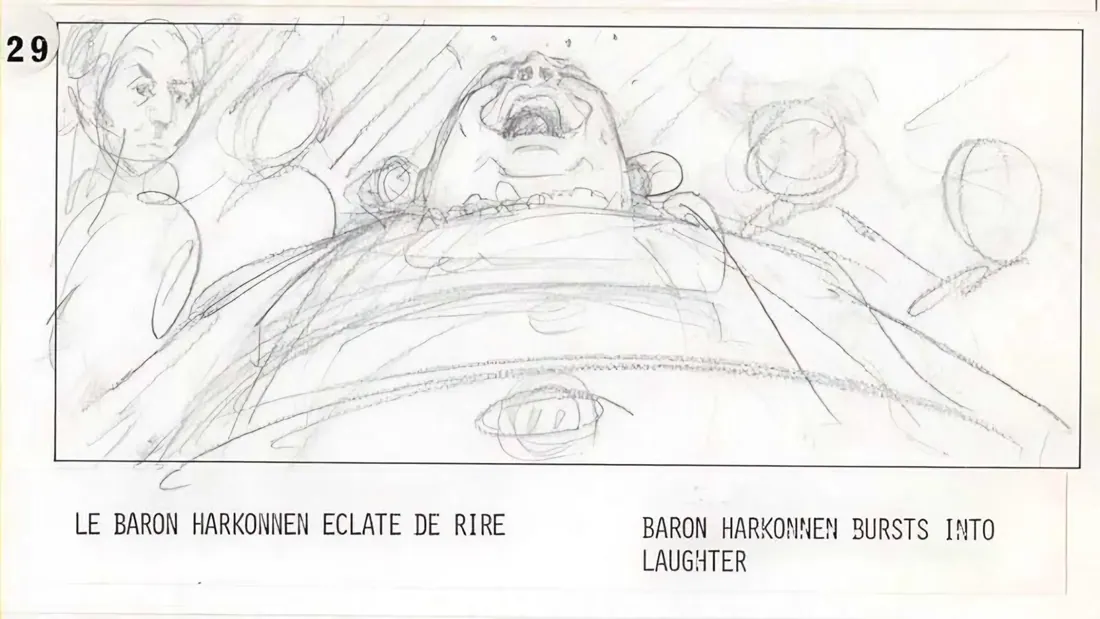 29
LE BARON HARKONNEN ECLATE DE RIRE
BARON HARKONNEN BURSTS INTO
LAUGHTER